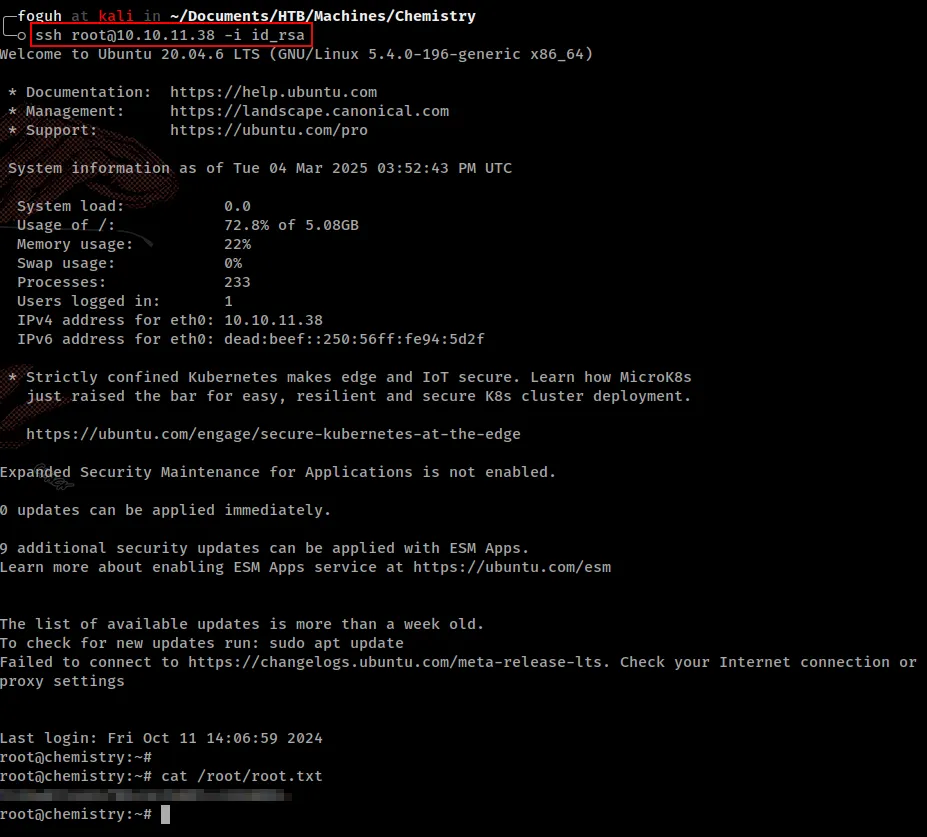 foguh at kali in ~/Documents/HTB/Machines/Chemistry
ssh root@10.10.11.38 -i id_rsa
Welcome to Ubuntu 20.04.6 LTS (GNU/Linux 5.4.0-196-generic x86_64)
* Documentation:  https://help.ubuntu.com
* Management:     https://landscape.canonical.com
* Support:        https://ubuntu.com/pro
System information as of Tue 04 Mar 2025 03:52:43 PM UTC
System load:           0.0
Usage of /:            72.8% of 5.08GB
Memory usage:          22%
Swap usage:            0%
Processes:             233
Users logged in:       1
IPv4 address for eth0: 10.10.11.38
IPv6 address for eth0: dead:beef::250:56ff:fe94:5d2f
* Strictly confined Kubernetes makes edge and IoT secure. Learn how MicroK8s
just raised the bar for easy, resilient and secure K8s cluster deployment.
https://ubuntu.com/engage/secure-kubernetes-at-the-edge
Expanded Security Maintenance for Applications is not enabled.
0 updates can be applied immediately.
9 additional security updates can be applied with ESM Apps.
Learn more about enabling ESM Apps service at https://ubuntu.com/esm
The list of available updates is more than a week old.
To check for new updates run: sudo apt update
Failed to connect to https://changelogs.ubuntu.com/meta-release-lts. Check your Internet connection or
proxy settings
Last login: Fri Oct 11 14:06:59 2024
root@chemistry:~#
root@chemistry:~# cat /root/root.txt
root@chemistry:~#